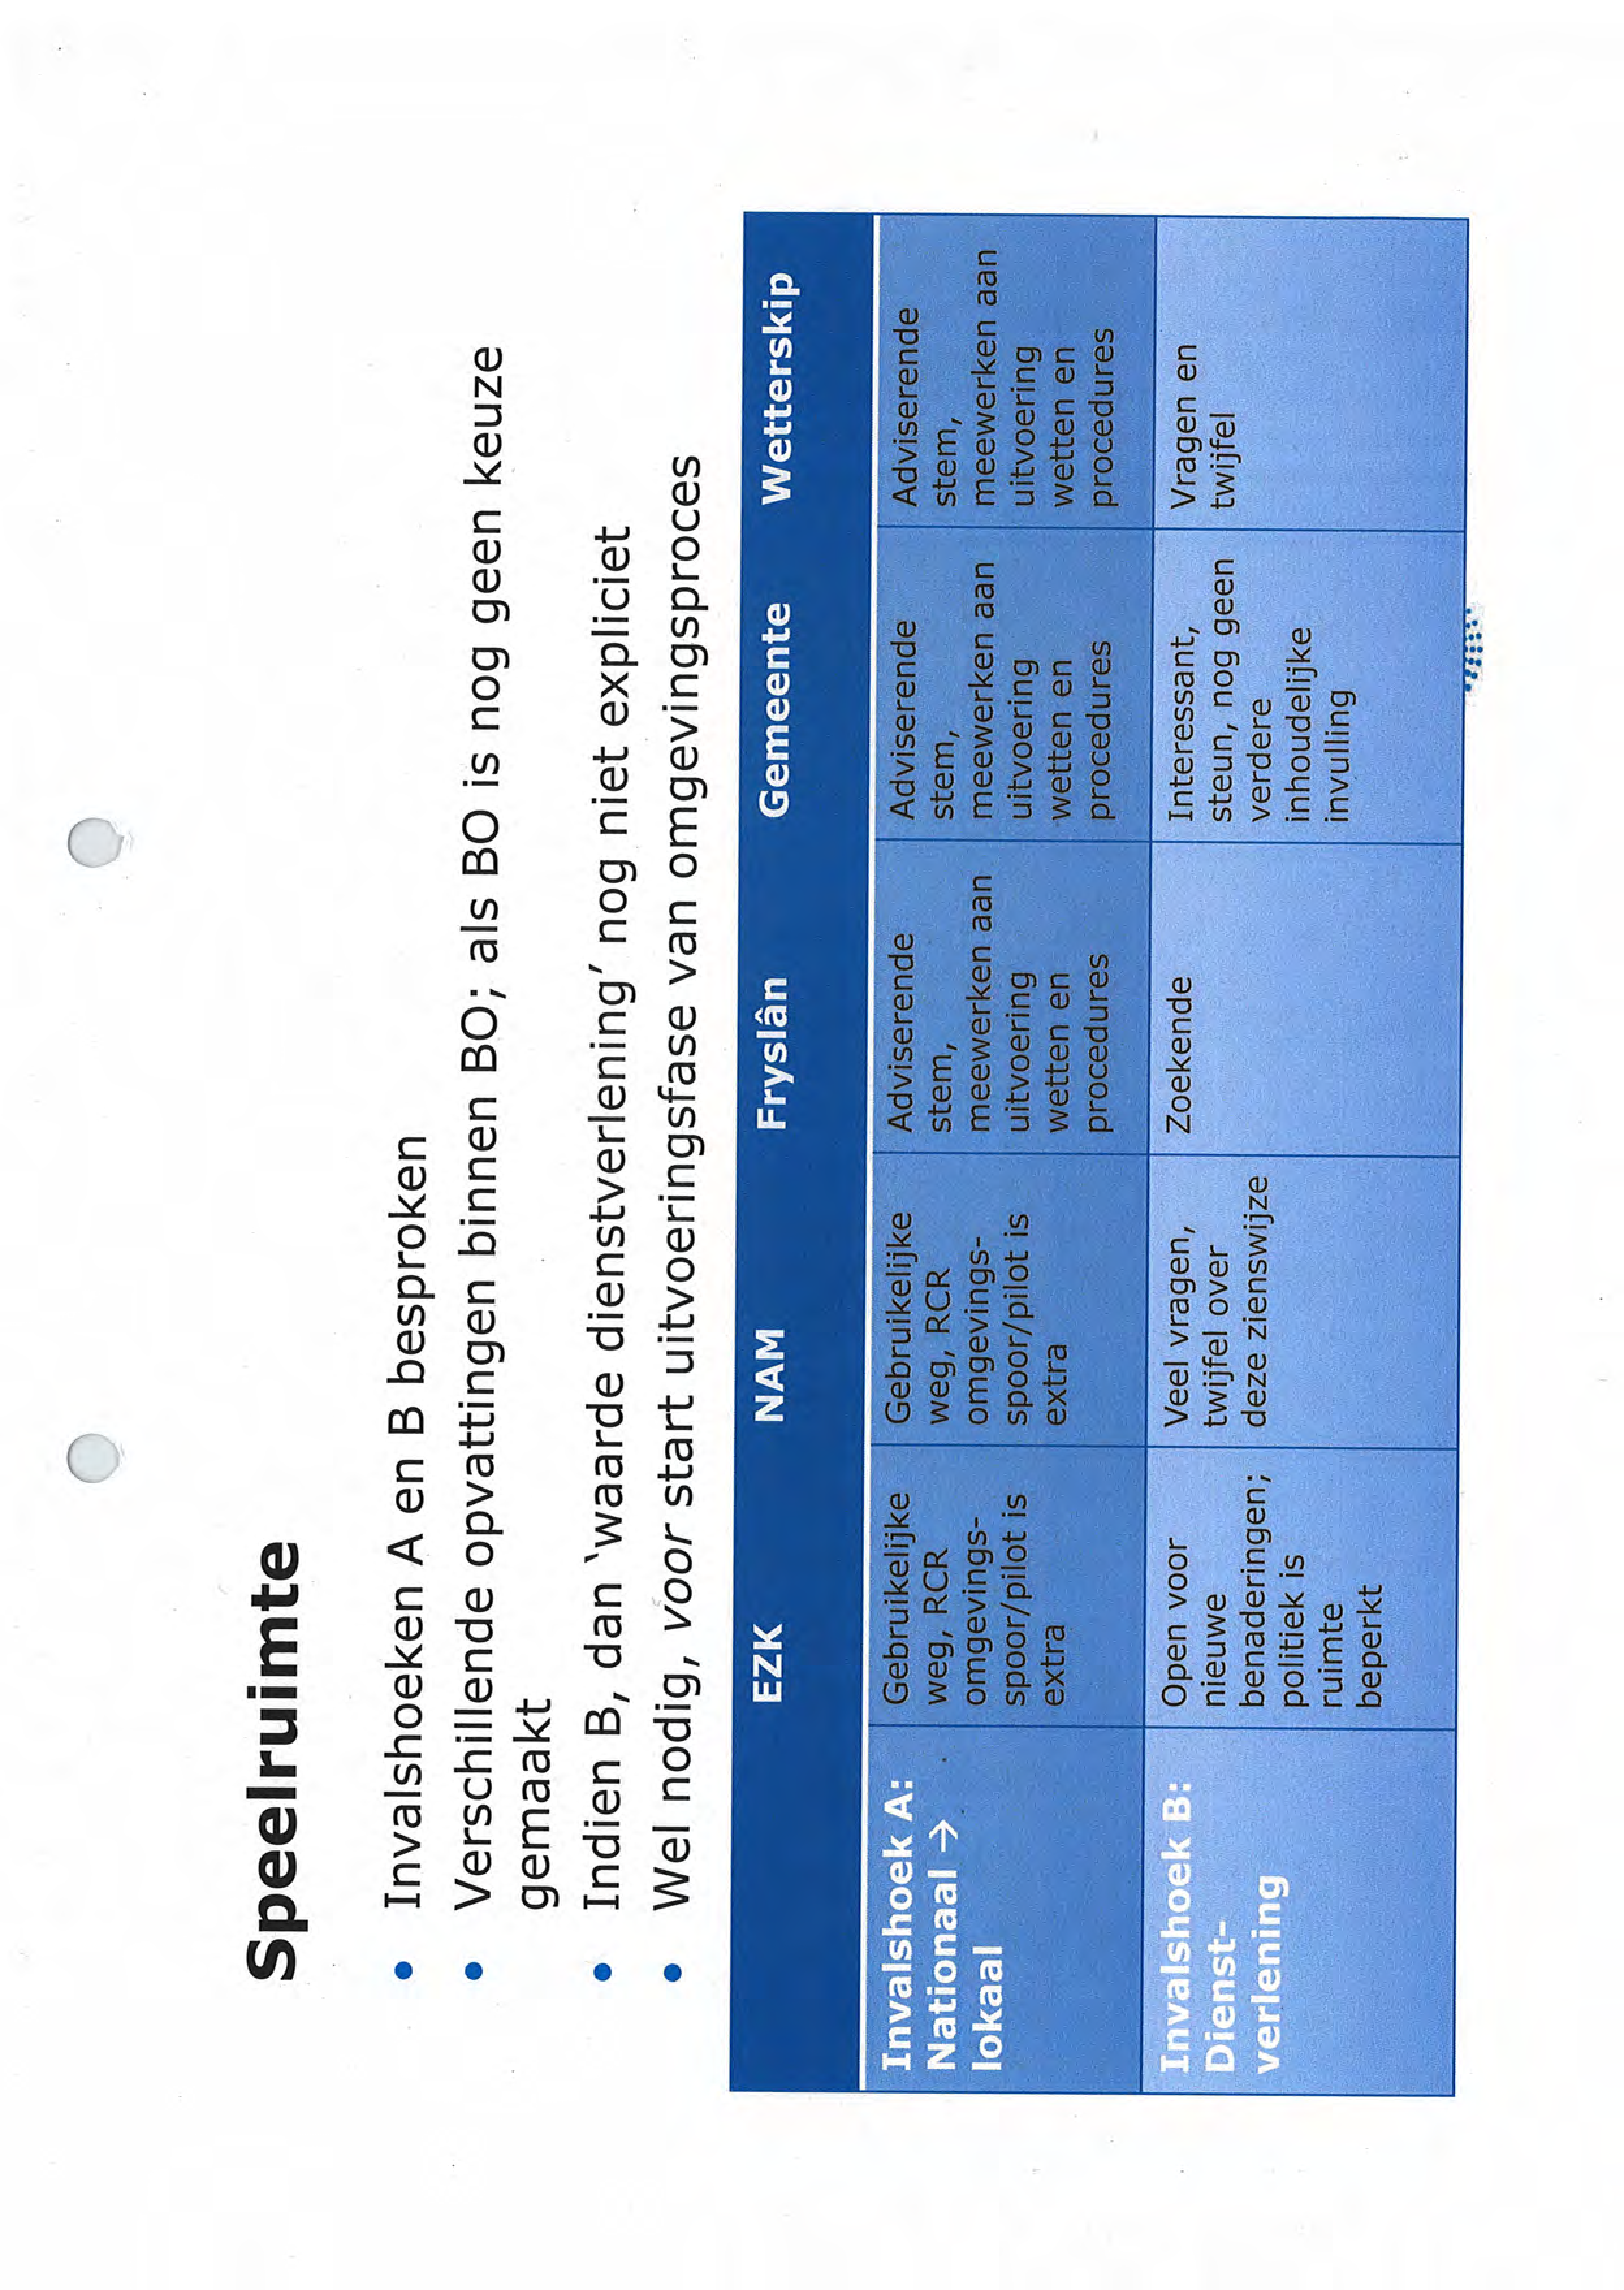 Speelruimte
• Invalshoeken A en B besproken
• Verschillende opvattingen binnen BO; als BO is nog geen keuze
gemaakt
• Indien B, dan ‘waarde dienstverlening’ nog niet expliciet
• Wel nodig, voor start uitvoeringsfase van omgevingsproces
EZK NAM Fryslân Gemeente Wetterskip
Invalshoek A:
Nationaal →
lokaal
Gebruikelijke
weg, RCR
omgevings-
spoor/pilot is
extra
Gebruikelijke
weg, RCR
omgevings-
spoor/pilot is
extra
Adviserende
stem,
meewerken aan
uitvoering
wetten en
procedures
Adviserende
stem,
meewerken aan
uitvoering
wetten en
procedures
Adviserende
stem,
meewerken aan
uitvoering
wetten en
procedures
Invalshoek B:
Dienst-
verlening
Open voor
nieuwe
benaderingen;
politiek is
ruimte
beperkt
Veel vragen,
twijfel over
deze zienswijze
Zoekende
Interessant,
steun, nog geen
verdere
inhoudelijke
invulling
Vragen en
twijfel